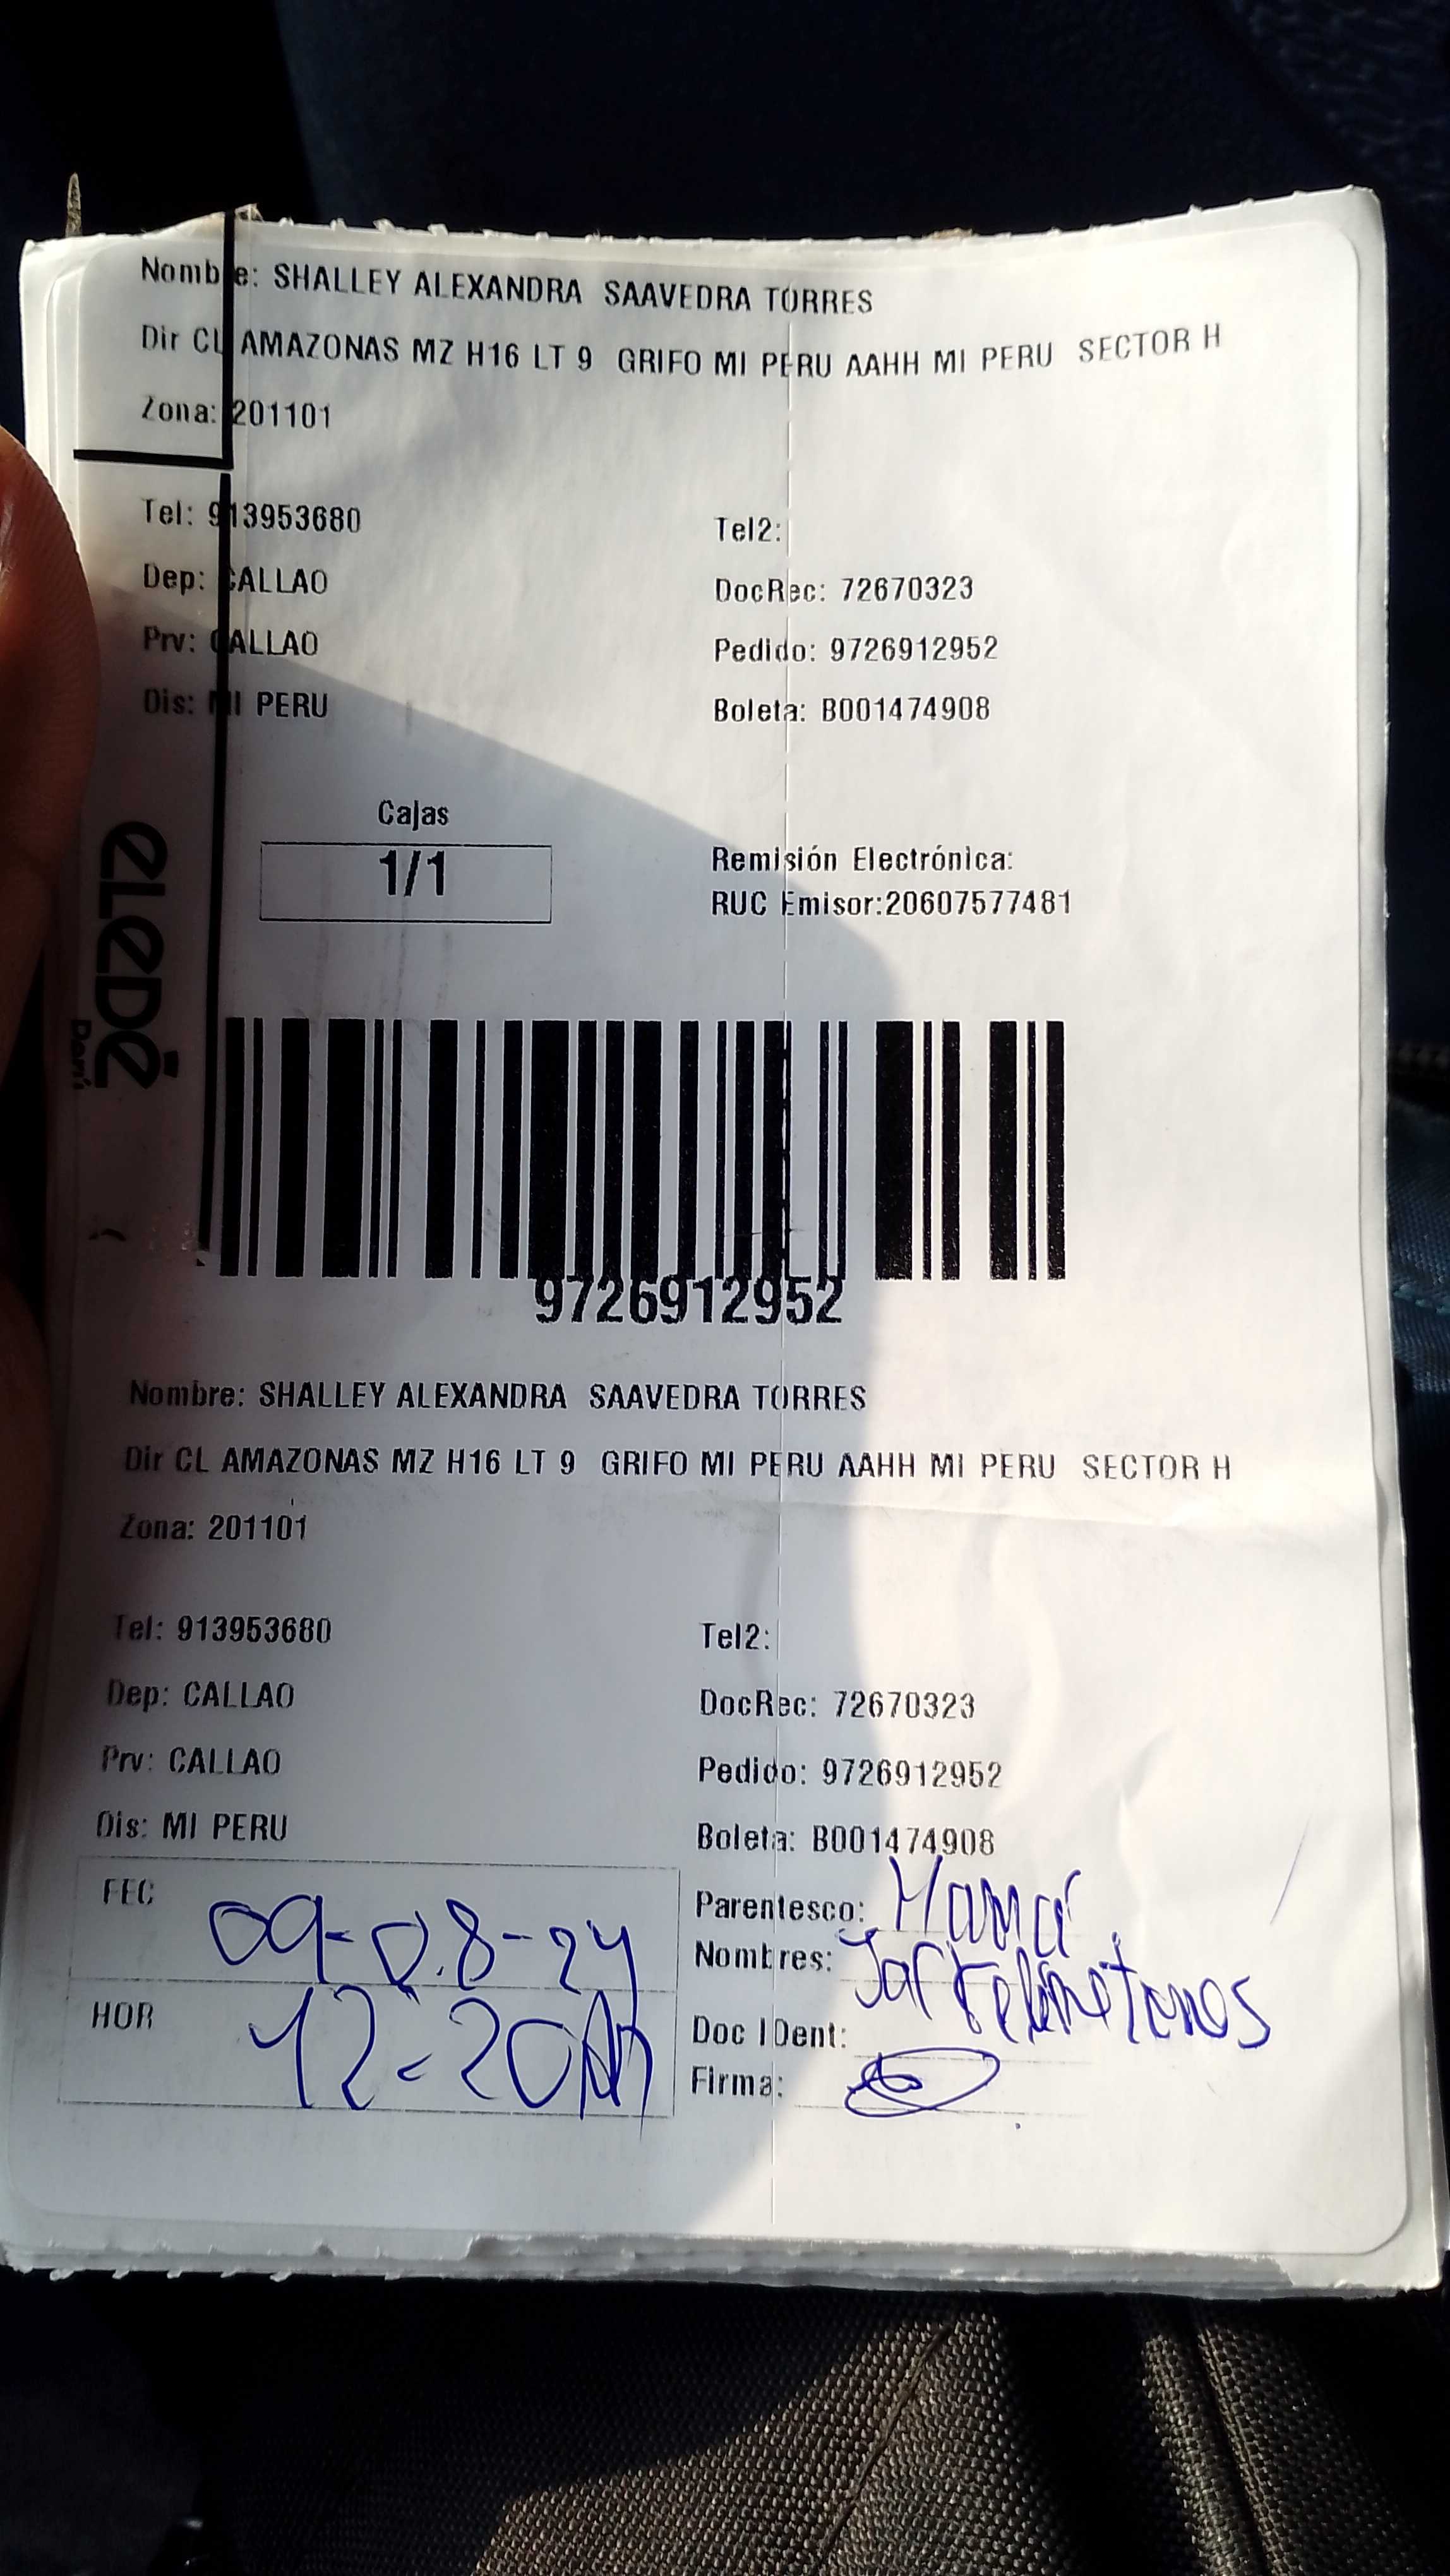 Nombre: SHALLEY ALEXANDRA SAAVEDRA TORRES
Dir CL AMAZONAS MZ H16 LT 9 GRIFO MI PERU AAHH MI PERU SECTOR H
Zona: 201101
Tel: 913953680
Tel2:
Dep: CALLAO
DocRec: 72670323
Prv: CALLAO
Pedido: 9726912952
Dis: MI PERU
Boleta: B001474908
Cajas
1/1
Remisión Electrónica:
RUC Emisor:20607577481
eLeDé
9726912952
Nombre: SHALLEY ALEXANDRA SAAVEDRA TORRES
Dir CL AMAZONAS MZ H16 LT 9 GRIFO MI PERU AAHH MI PERU SECTOR H
Zona: 201101
Tel: 913953680
Tel2:
Dep: CALLAO
DocRec: 72670323
Prv: CALLAO
Pedido: 9726912952
Dis: MI PERU
Boleta: B001474908
FEC 09-08-24
Parentesco: Mamá
Nombres:
HOR 12:20
Doc IDent:
Firma: